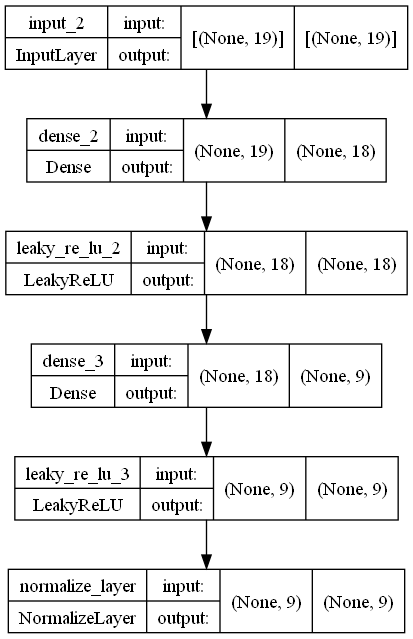 input_2 input: [(None, 19)] [(None, 19)]
InputLayer output:
dense_2 input: (None, 19) (None, 18)
Dense output:
leaky_re_lu_2 input: (None, 18) (None, 18)
LeakyReLU output:
dense_3 input: (None, 18) (None, 9)
Dense output:
leaky_re_lu_3 input: (None, 9) (None, 9)
LeakyReLU output:
normalize_layer input: (None, 9) (None, 9)
NormalizeLayer output: